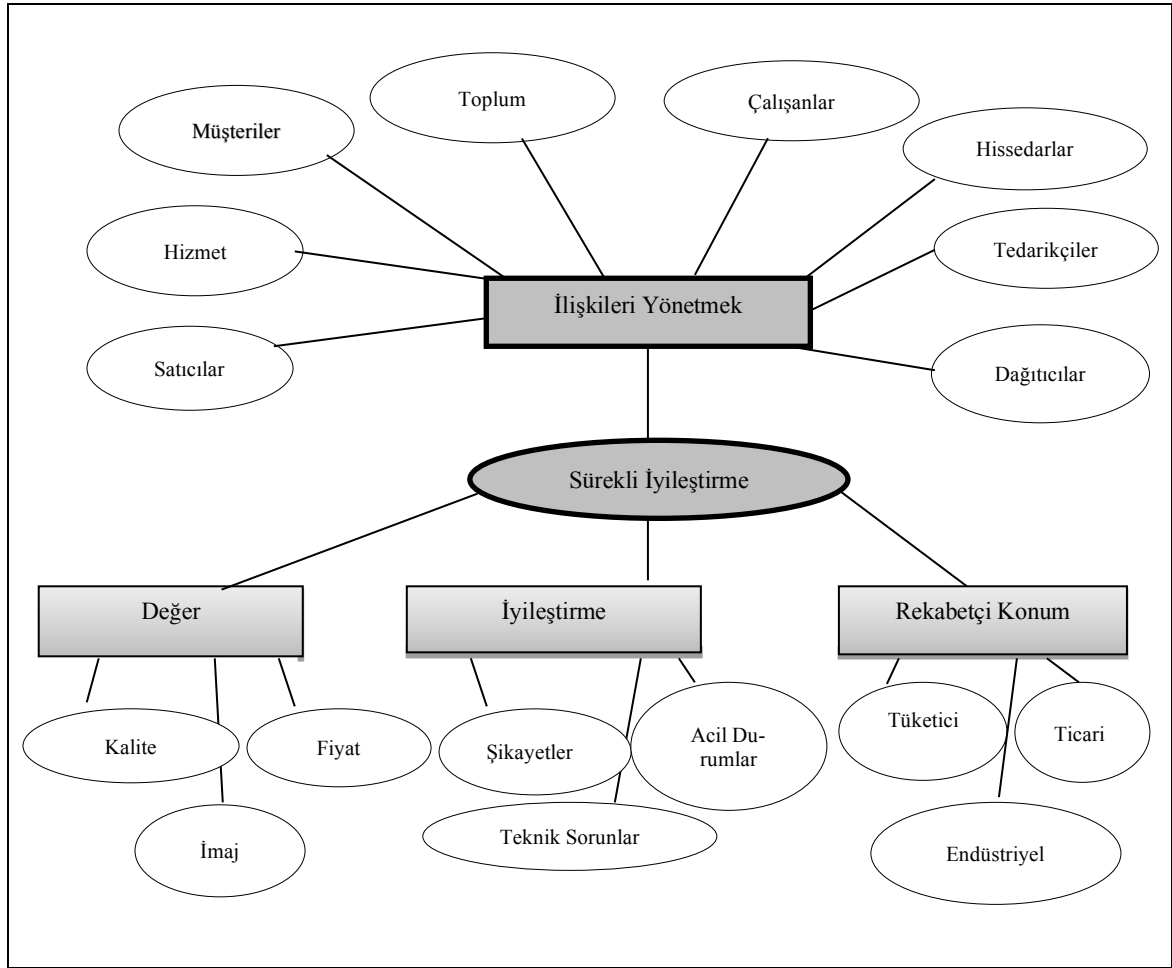 Toplum
Çalışanlar
Müşteriler
Hissedarlar
Hizmet
Tedarikçiler
İlişkileri Yönetmek
Satıcılar
Dağıtıcılar
Sürekli İyileştirme
Değer
İyileştirme
Rekabetçi Konum
Kalite
Fiyat
İmaj
Şikayetler
Acil Du-
rumlar
Teknik Sorunlar
Tüketici
Ticari
Endüstriyel